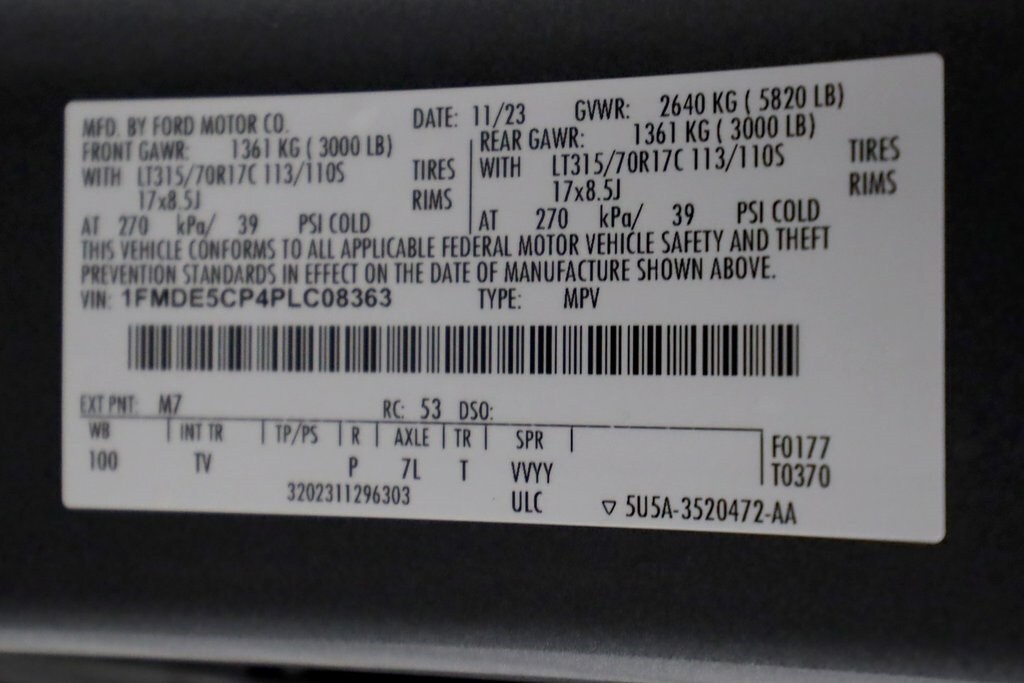 MFD. BY FORD MOTOR CO. DATE: 11/23 GVWR: 2640 KG ( 5820 LB)
FRONT GAWR: 1361 KG ( 3000 LB) REAR GAWR: 1361 KG ( 3000 LB)
WITH LT315/70R17C 113/110S TIRES WITH LT315/70R17C 113/110S TIRES
17x8.5J RIMS 17x8.5J RIMS
AT 270 kPa/ 39 PSI COLD AT 270 kPa/ 39 PSI COLD
THIS VEHICLE CONFORMS TO ALL APPLICABLE FEDERAL MOTOR VEHICLE SAFETY AND THEFT
PREVENTION STANDARDS IN EFFECT ON THE DATE OF MANUFACTURE SHOWN ABOVE.
VIN: 1FMDE5CP4PLC08363 TYPE: MPV
EXT PNT: M7 RC: 53 DSO:
WB INT TR TP/PS R AXLE TR SPR F0177
100 TV P 7L T VVYY T0370
3202311296303 ULC ▽ 5U5A-3520472-AA